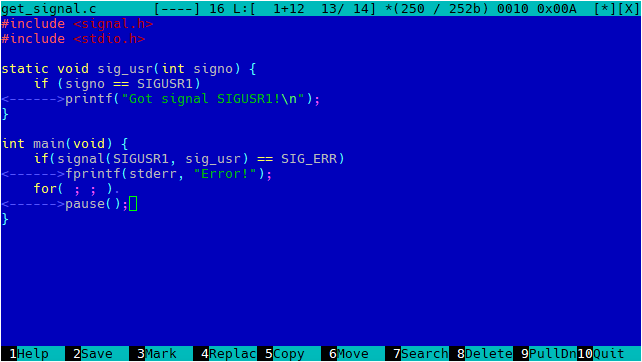 get_signal.c [----] 16 L:[ 1+12 13/ 14] *(250 / 252b) 0010 0x00A [*][X]
#include <signal.h>
#include <stdio.h>
static void sig_usr(int signo) {
    if (signo == SIGUSR1)
<------>printf("Got signal SIGUSR1!\n");
}
int main(void) {
    if(signal(SIGUSR1, sig_usr) == SIG_ERR)
<------>fprintf(stderr, "Error!");
    for( ; ; ).
<------>pause();
}
1Help 2Save 3Mark 4Replac 5Copy 6Move 7Search 8Delete 9PullDn 10Quit